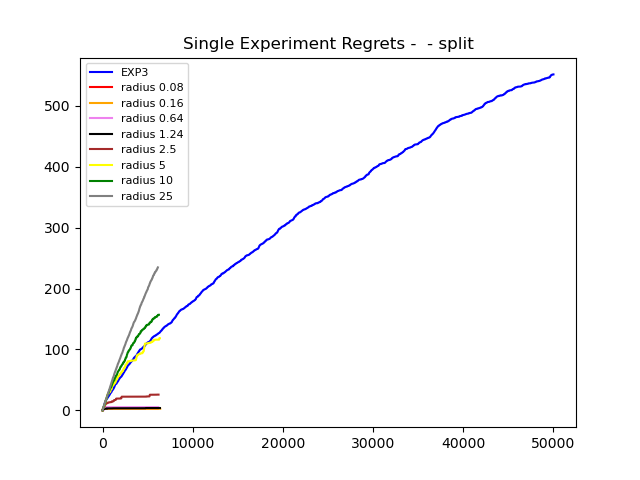 Single Experiment Regrets -  - split
EXP3
radius 0.08
radius 0.16
radius 0.64
radius 1.24
radius 2.5
radius 5
radius 10
radius 25
500
400
300
200
100
0
0 10000 20000 30000 40000 50000